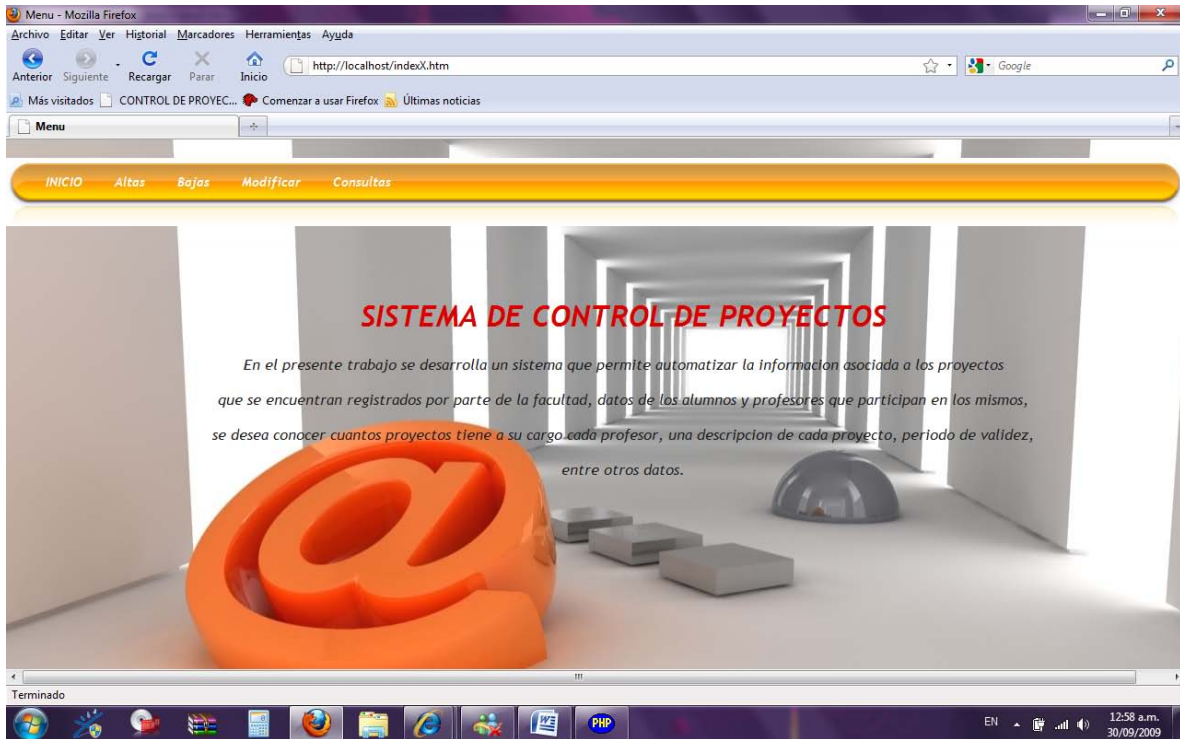 Menu - Mozilla Firefox
Archivo Editar Ver Historial Marcadores Herramientas Ayuda
Anterior Siguiente Recargar Parar Inicio http://localhost/indexX.htm Google
Más visitados CONTROL DE PROYEC... Comenzar a usar Firefox Últimas noticias
Menu
INICIO Altas Bajas Modificar Consultas
SISTEMA DE CONTROL DE PROYECTOS
En el presente trabajo se desarrolla un sistema que permite automatizar la informacion asociada a los proyectos
que se encuentran registrados por parte de la facultad, datos de los alumnos y profesores que participan en los mismos,
se desea conocer cuantos proyectos tiene a su cargo cada profesor, una descripcion de cada proyecto, periodo de validez,
entre otros datos.
Terminado
PHP EN 12:58 a.m.
30/09/2009